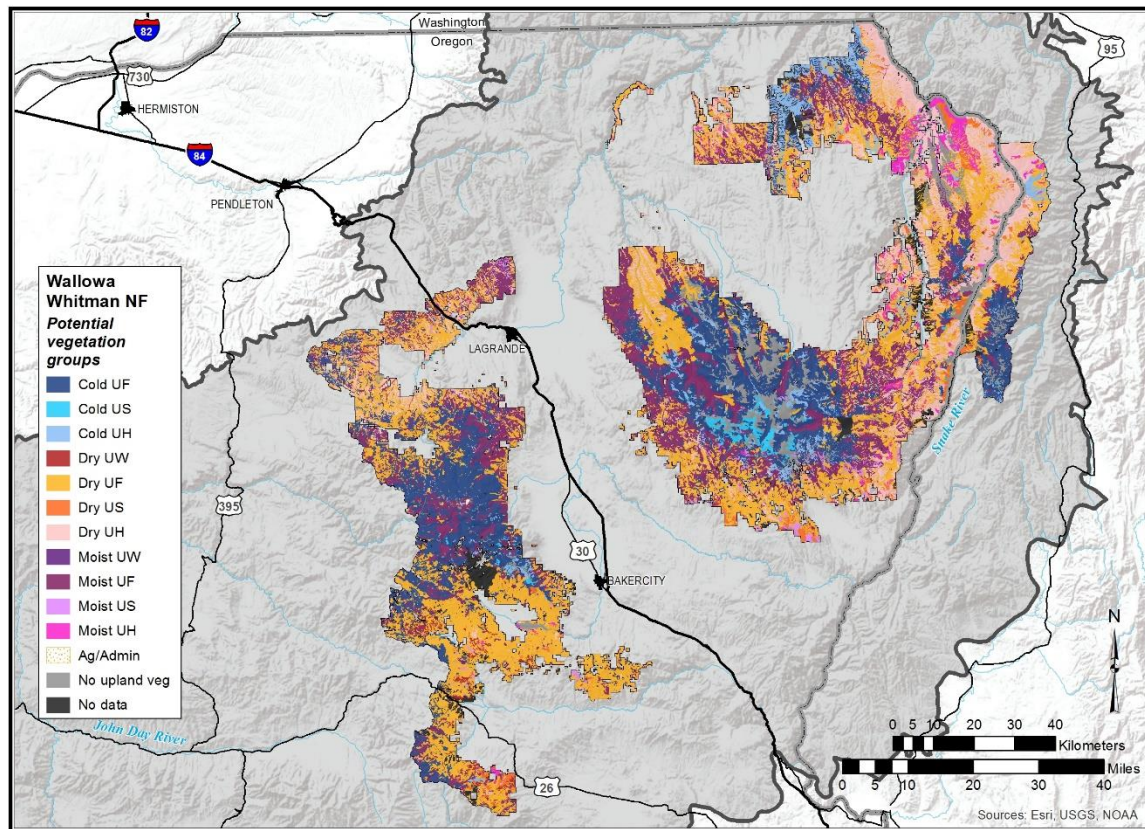 Washington
Oregon
82
730
HERMISTON
84
PENDLETON
95
Wallowa
Whitman NF
Potential
vegetation
groups
Cold UF
Cold US
Cold UH
Dry UW
Dry UF
Dry US
Dry UH
Moist UW
Moist UF
Moist US
Moist UH
Ag/Admin
No upland veg
No data
LAGRANDE
395
30
BAKERCITY
Snake River
John Day River
26
N
0 5 10 20 30 40
Kilometers
Miles
0 5 10 20 30 40
Sources: Esri, USGS, NOAA